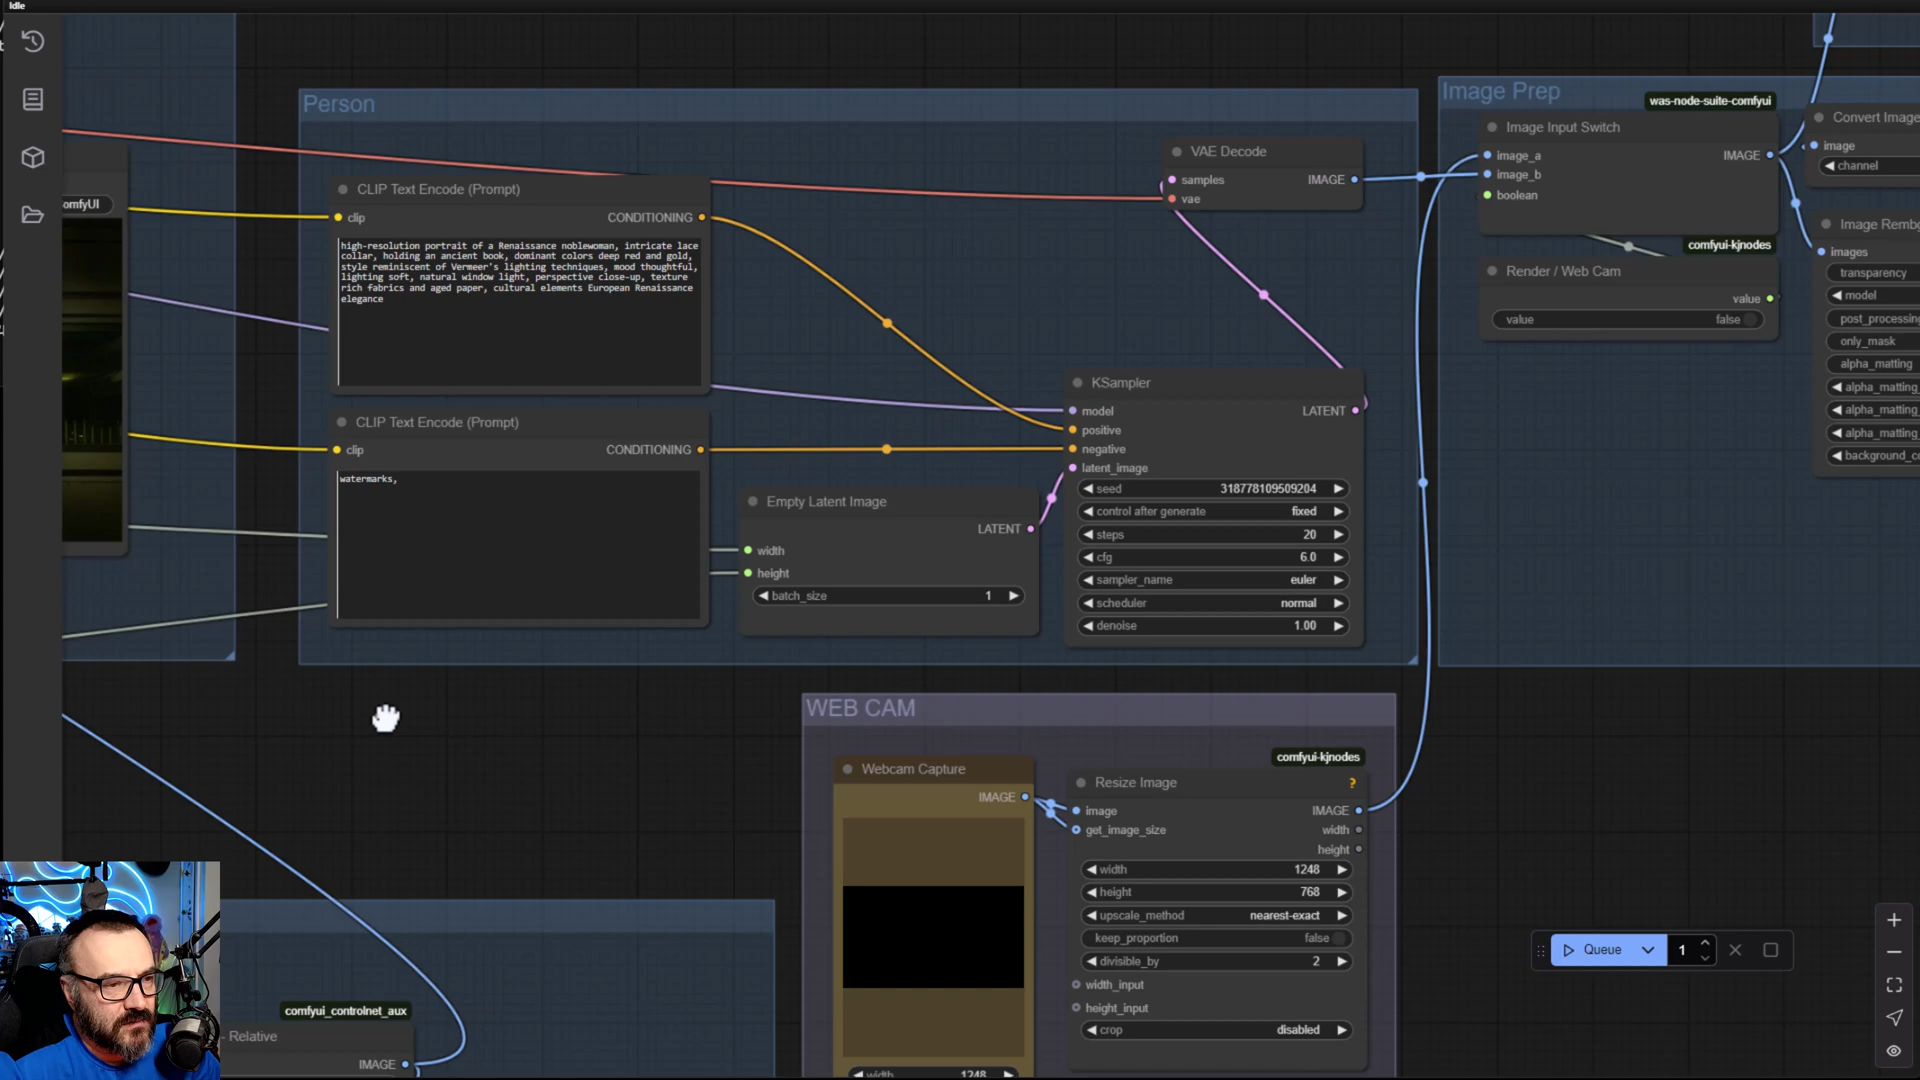 Idle
Person
CLIP Text Encode (Prompt)
clip
CONDITIONING
high-resolution portrait of a Renaissance noblewoman, intricate lace
collar, holding an ancient book, dominant colors deep red and gold,
style reminiscent of Vermeer's lighting techniques, mood thoughtful,
lighting soft, natural window light, perspective close-up, texture
rich fabrics and aged paper, cultural elements European Renaissance
elegance
omfyUI
CLIP Text Encode (Prompt)
clip
CONDITIONING
watermarks,
Empty Latent Image
LATENT
width
height
batch_size 1
VAE Decode
samples IMAGE
vae
KSampler
model LATENT
positive
negative
latent_image
seed 318778109509204
control after generate fixed
steps 20
cfg 6.0
sampler_name euler
scheduler normal
denoise 1.00
Image Prep
was-node-suite-comfyui
Image Input Switch
image_a IMAGE
image_b
boolean
comfyui-kjnodes
Render / Web Cam
value
value false
Convert Image
image
channel
Image Rembg
images
transparency
model
post_processing
only_mask
alpha_matting
alpha_matting
alpha_matting
alpha_matting
background_co
WEB CAM
Webcam Capture
IMAGE
width 1248
comfyui-kjnodes
Resize Image ?
image IMAGE
get_image_size width
height
width 1248
height 768
upscale_method nearest-exact
keep_proportion false
divisible_by 2
width_input
height_input
crop disabled
comfyui_controlnet_aux
- Relative
IMAGE
Queue 1